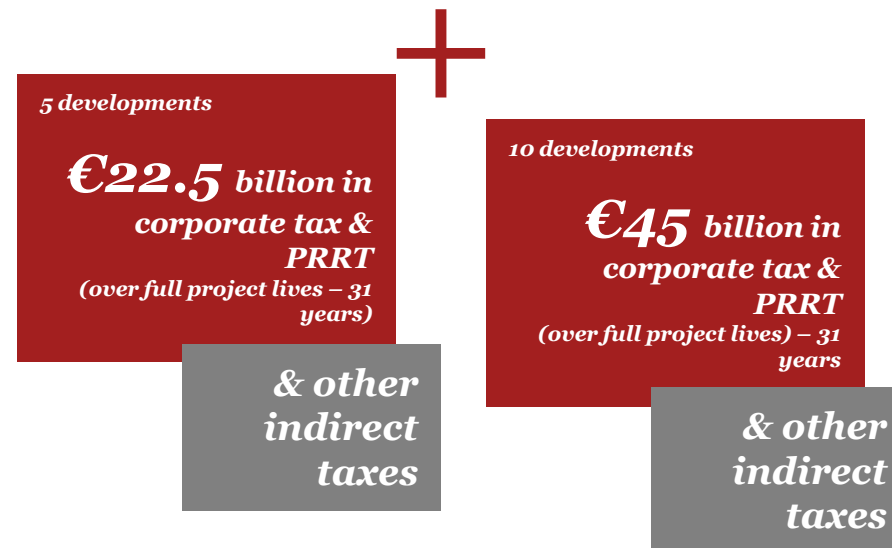 5 developments
€22.5 billion in
corporate tax &
PRRT
(over full project lives – 31
years)
& other
indirect
taxes
10 developments
€45 billion in
corporate tax &
PRRT
(over full project lives) – 31
years
& other
indirect
taxes